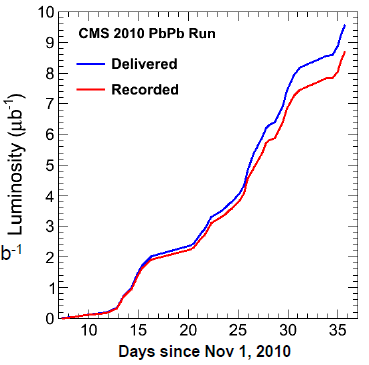 CMS 2010 PbPb Run
Delivered
Recorded
Luminosity (μb⁻¹)
b⁻¹
10
9
8
7
6
5
4
3
2
1
0
10 15 20 25 30 35
Days since Nov 1, 2010